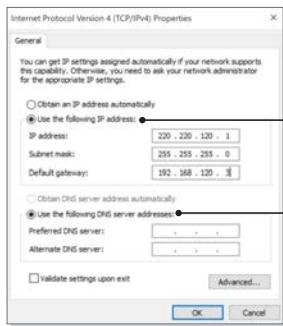 Internet Protocol Version 4 (TCP/IPv4) Properties
General
You can get IP settings assigned automatically if your network supports
this capability. Otherwise, you need to ask your network administrator
for the appropriate IP settings.
Obtain an IP address automatically
Use the following IP address:
IP address: 220 . 220 . 120 . 1
Subnet mask: 255 . 255 . 255 . 0
Default gateway: 192 . 168 . 120 . 3
Obtain DNS server address automatically
Use the following DNS server addresses:
Preferred DNS server: . . .
Alternate DNS server: . . .
Validate settings upon exit
Advanced...
OK Cancel